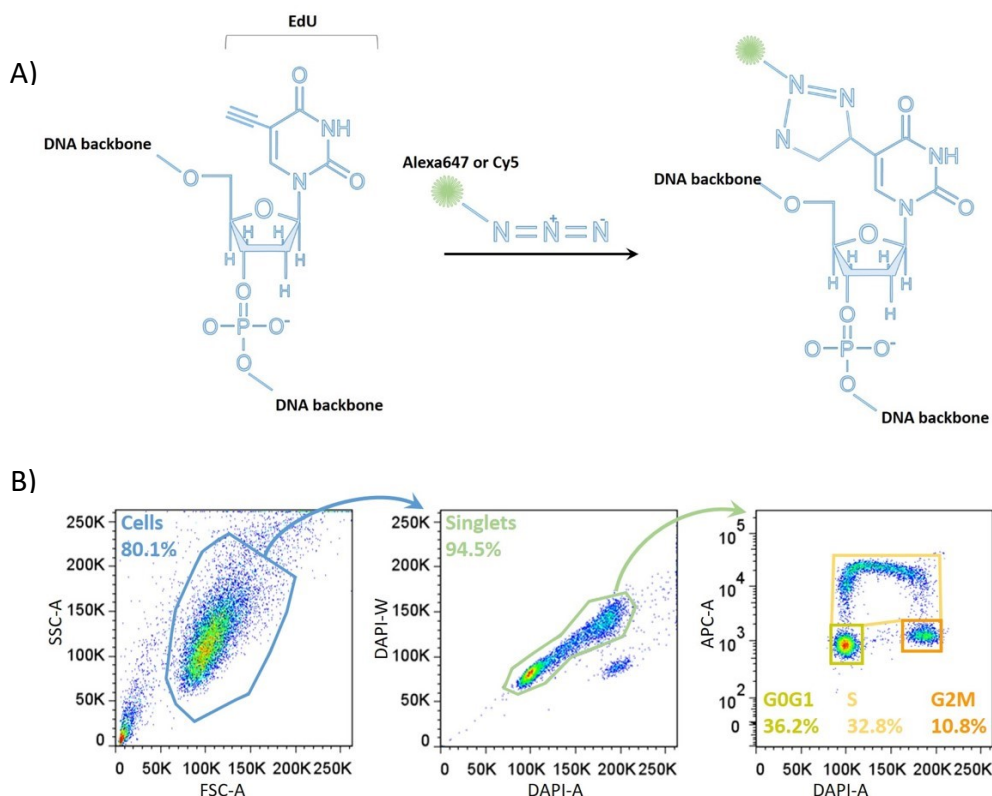 EdU
A)
O
NH
N
O
DNA backbone
O
O
H
H
H
H
O
O
P
O-
O
DNA backbone
Alexa647 or Cy5
N=N=N
+
-
N
N
N
O
NH
N
O
DNA backbone
O
O
H
H
H
H
O
O
P
O-
O
DNA backbone
B)
Cells
80.1%
250K
200K
150K
100K
50K
0
SSC-A
0
50K
100K
150K
200K
250K
FSC-A
Singlets
94.5%
250K
200K
150K
100K
50K
0
DAPI-W
0
50K
100K
150K
200K
250K
DAPI-A
10 5
10 4
10 3
10 2
0
APC-A
G0G1
36.2%
S
32.8%
G2M
10.8%
0
50K
100K
150K
200K
250K
DAPI-A